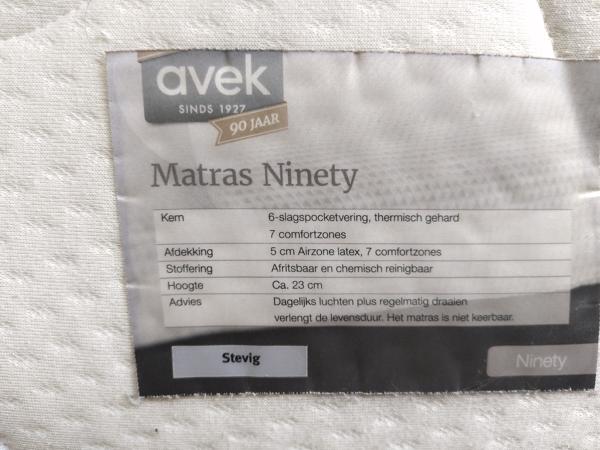 avek
SINDS 1927
90 JAAR
Matras Ninety
Kern 6-slagspocketvering, thermisch gehard
7 comfortzones
Afdekking 5 cm Airzone latex, 7 comfortzones
Stoffering Afritsbaar en chemisch reinigbaar
Hoogte Ca. 23 cm
Advies Dagelijks luchten plus regelmatig draaien
verlengt de levensduur. Het matras is niet keerbaar.
Stevig Ninety